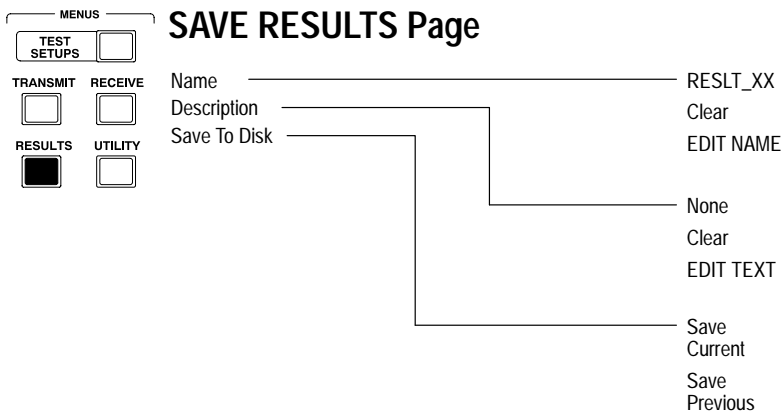 MENUS
SAVE RESULTS Page
TEST
SETUPS
TRANSMIT RECEIVE
RESULTS UTILITY
Name
Description
Save To Disk
RESLT_XX
Clear
EDIT NAME
None
Clear
EDIT TEXT
Save
Current
Save
Previous